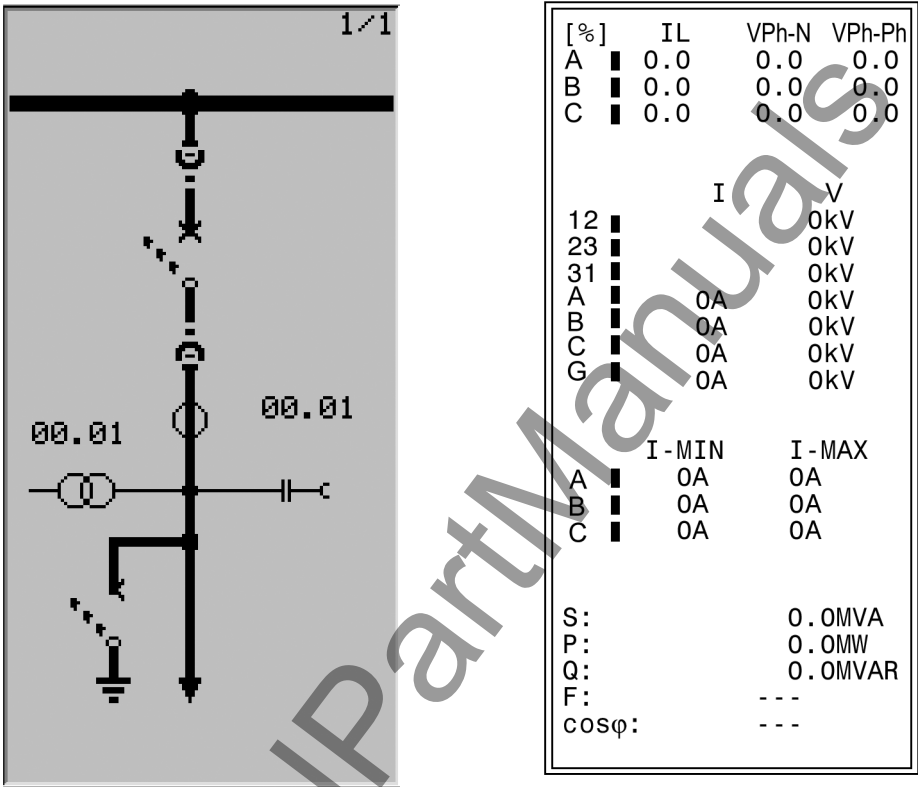 1/1
00.01
00.01
[%] IL VPh-N VPh-Ph
A 0.0 0.0 0.0
B 0.0 0.0 0.0
C 0.0 0.0 0.0
I V
12 0kV
23 0kV
31 0kV
A 0A 0kV
B 0A 0kV
C 0A 0kV
G 0A 0kV
I-MIN I-MAX
A 0A 0A
B 0A 0A
C 0A 0A
S: 0.0MVA
P: 0.0MW
Q: 0.0MVAR
F: ---
cosφ: ---
lPartManuals